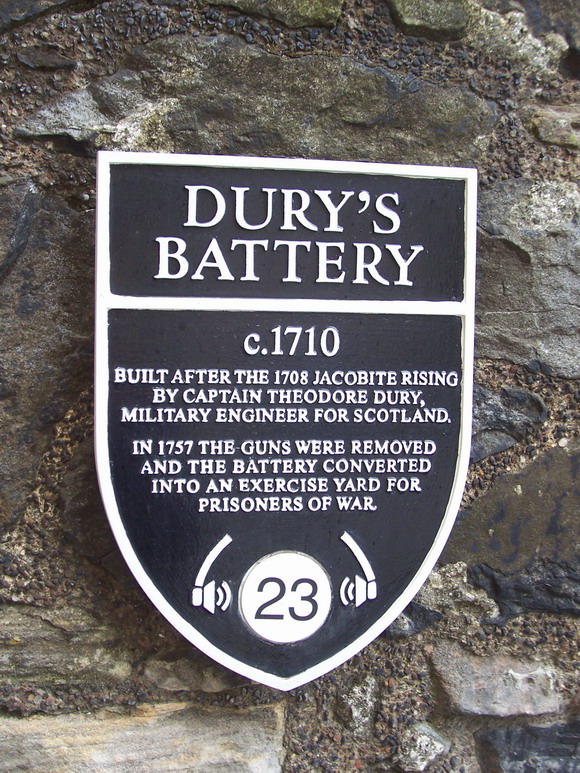 DURY'S
BATTERY
c.1710
BUILT AFTER THE 1708 JACOBITE RISING
BY CAPTAIN THEODORE DURY,
MILITARY ENGINEER FOR SCOTLAND.
IN 1757 THE GUNS WERE REMOVED
AND THE BATTERY CONVERTED
INTO AN EXERCISE YARD FOR
PRISONERS OF WAR.
23